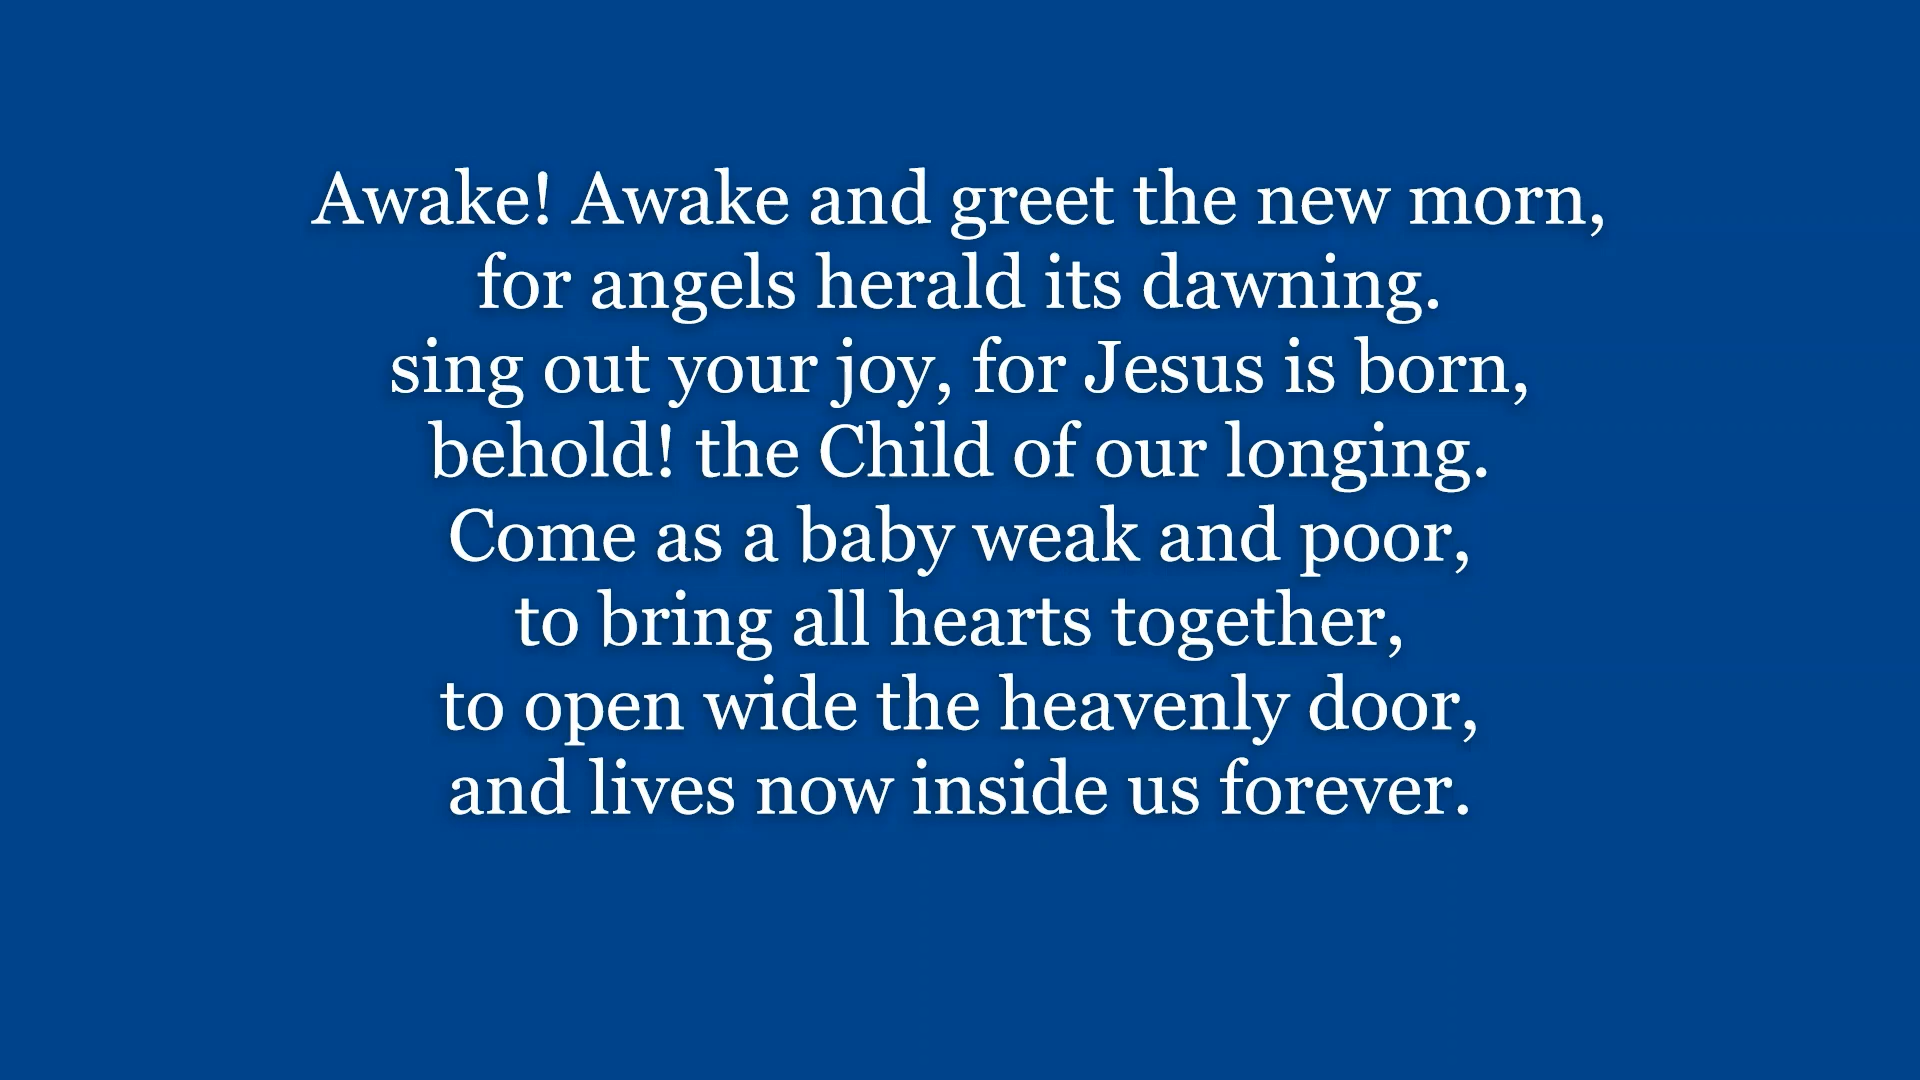 Awake! Awake and greet the new morn,
for angels herald its dawning.
sing out your joy, for Jesus is born,
behold! the Child of our longing.
Come as a baby weak and poor,
to bring all hearts together,
to open wide the heavenly door,
and lives now inside us forever.